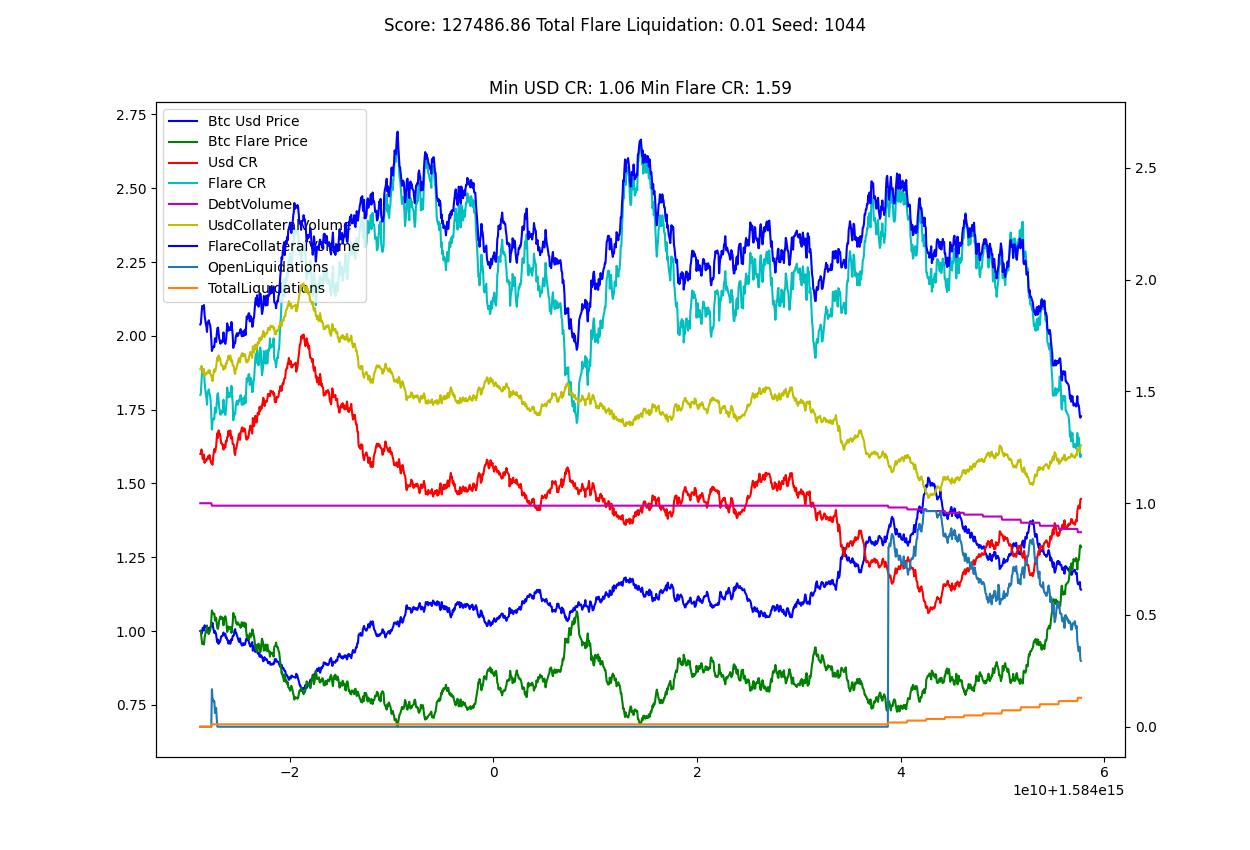 Score: 127486.86 Total Flare Liquidation: 0.01 Seed: 1044
Min USD CR: 1.06 Min Flare CR: 1.59
Btc Usd Price
Btc Flare Price
Usd CR
Flare CR
DebtVolume
UsdCollateralVolume
FlareCollateralVolume
OpenLiquidations
TotalLiquidations
2.75
2.50
2.25
2.00
1.75
1.50
1.25
1.00
0.75
2.5
2.0
1.5
1.0
0.5
0.0
−2
0
2
4
6
1e10+1.584e15